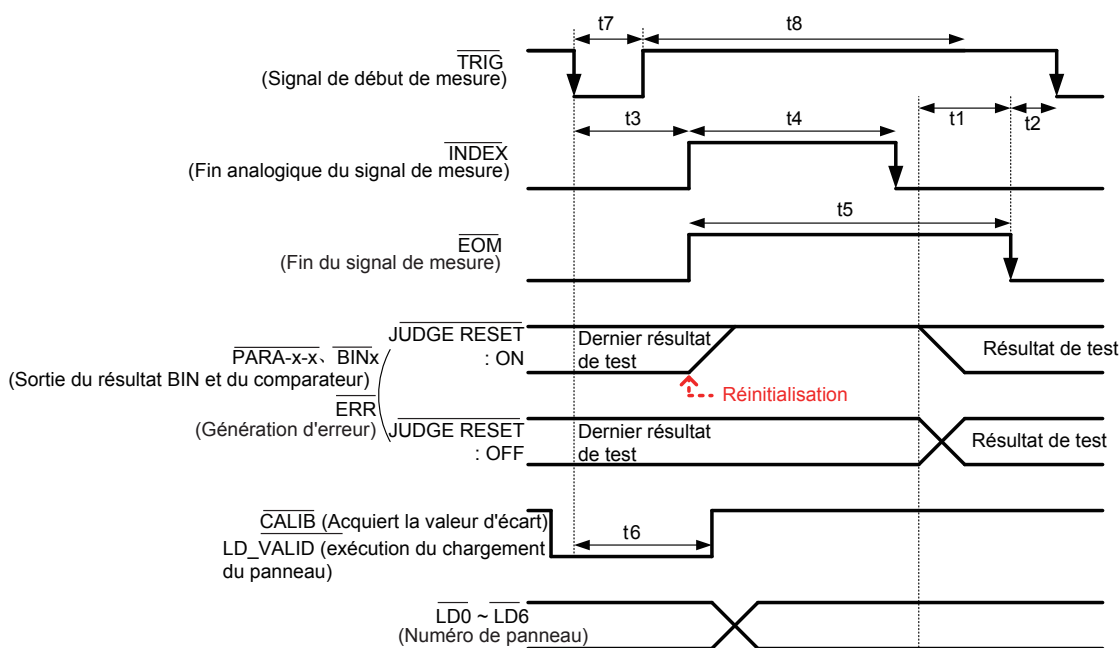 t7
t8
TRIG
(Signal de début de mesure)
t3
t4
t1
t2
INDEX
(Fin analogique du signal de mesure)
t5
EOM
(Fin du signal de mesure)
JUDGE RESET
: ON
Dernier résultat
de test
Résultat de test
PARA-x-x、BINx
(Sortie du résultat BIN et du comparateur)
Réinitialisation
ERR
(Génération d'erreur)
JUDGE RESET
: OFF
Dernier résultat
de test
Résultat de test
CALIB (Acquiert la valeur d'écart)
LD_VALID (exécution du chargement
du panneau)
t6
LD0 ~ LD6
(Numéro de panneau)